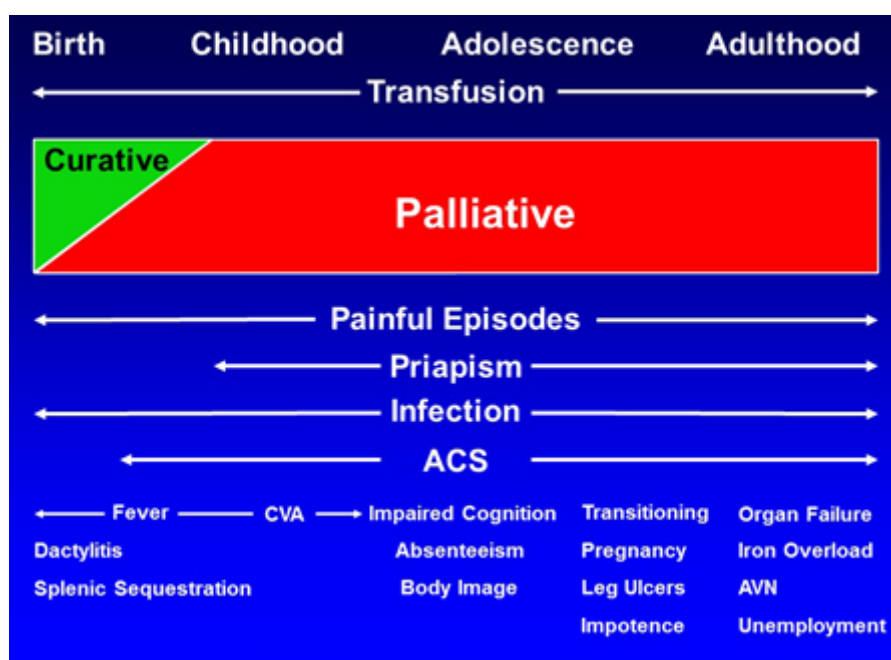 Birth Childhood Adolescence Adulthood
Transfusion
Curative
Palliative
Painful Episodes
Priapism
Infection
ACS
Fever CVA Impaired Cognition Transitioning Organ Failure
Dactylitis Absenteeism Pregnancy Iron Overload
Splenic Sequestration Body Image Leg Ulcers AVN
Impotence Unemployment